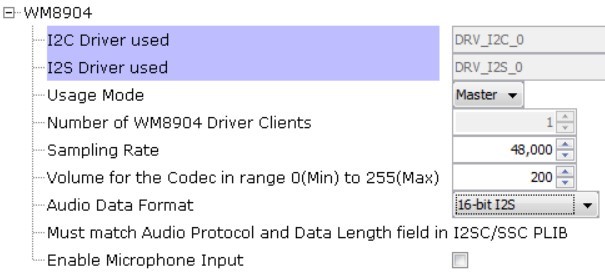 WM8904
I2C Driver used DRV_I2C_0
I2S Driver used DRV_I2S_0
Usage Mode Master
Number of WM8904 Driver Clients 1
Sampling Rate 48,000
Volume for the Codec in range 0(Min) to 255(Max) 200
Audio Data Format 16-bit I2S
Must match Audio Protocol and Data Length field in I2SC/SSC PLIB
Enable Microphone Input